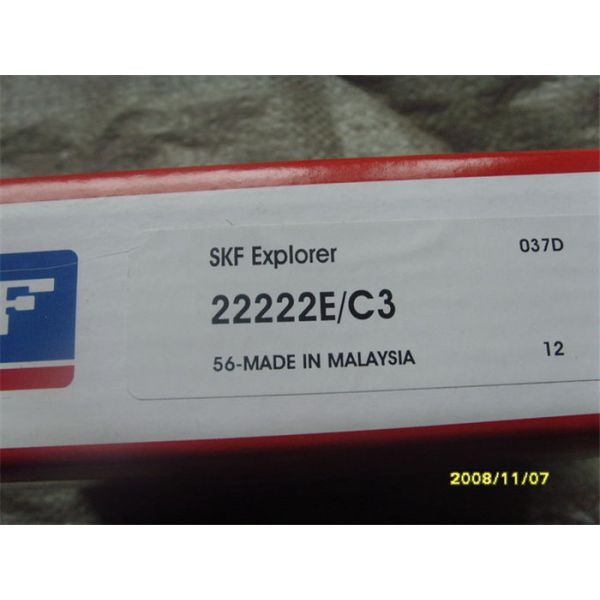 F
SKF Explorer
037D
22222E/C3
56-MADE IN MALAYSIA
12
2008/11/07